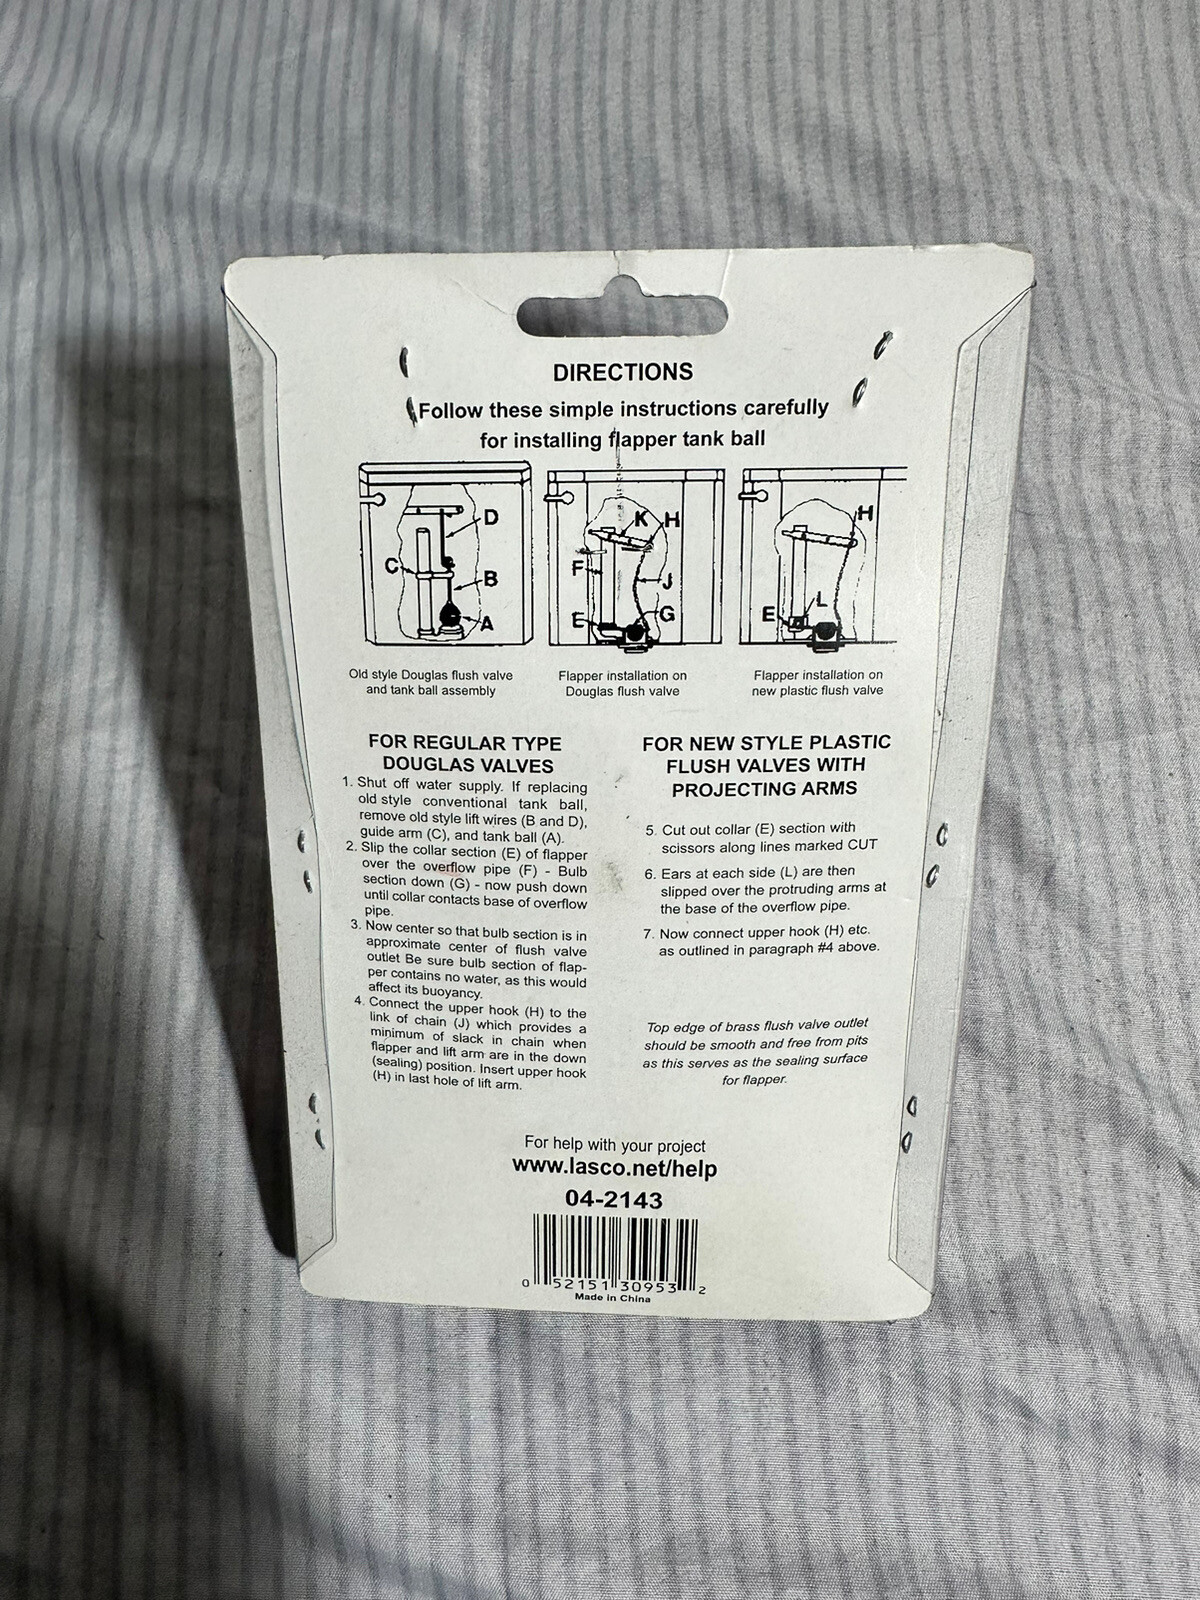 DIRECTIONS
Follow these simple instructions carefully
for installing flapper tank ball
D
C
B
A
K
H
F
J
G
E
H
L
E
Old style Douglas flush valve
and tank ball assembly
Flapper installation on
Douglas flush valve
Flapper installation on
new plastic flush valve
FOR REGULAR TYPE
DOUGLAS VALVES
1. Shut off water supply. If replacing
old style conventional tank ball,
remove old style lift wires (B and D),
guide arm (C), and tank ball (A).
2. Slip the collar section (E) of flapper
over the overflow pipe (F) - Bulb
section down (G) - now push down
until collar contacts base of overflow
pipe.
3. Now center so that bulb section is in
approximate center of flush valve
outlet Be sure bulb section of flap-
per contains no water, as this would
affect its buoyancy.
4. Connect the upper hook (H) to the
link of chain (J) which provides a
minimum of slack in chain when
flapper and lift arm are in the down
(sealing) position. Insert upper hook
(H) in last hole of lift arm.
FOR NEW STYLE PLASTIC
FLUSH VALVES WITH
PROJECTING ARMS
5. Cut out collar (E) section with
scissors along lines marked CUT
6. Ears at each side (L) are then
slipped over the protruding arms at
the base of the overflow pipe.
7. Now connect upper hook (H) etc.
as outlined in paragraph #4 above.
Top edge of brass flush valve outlet
should be smooth and free from pits
as this serves as the sealing surface
for flapper.
For help with your project
www.lasco.net/help
04-2143
0 52151 30953 2
Made in China